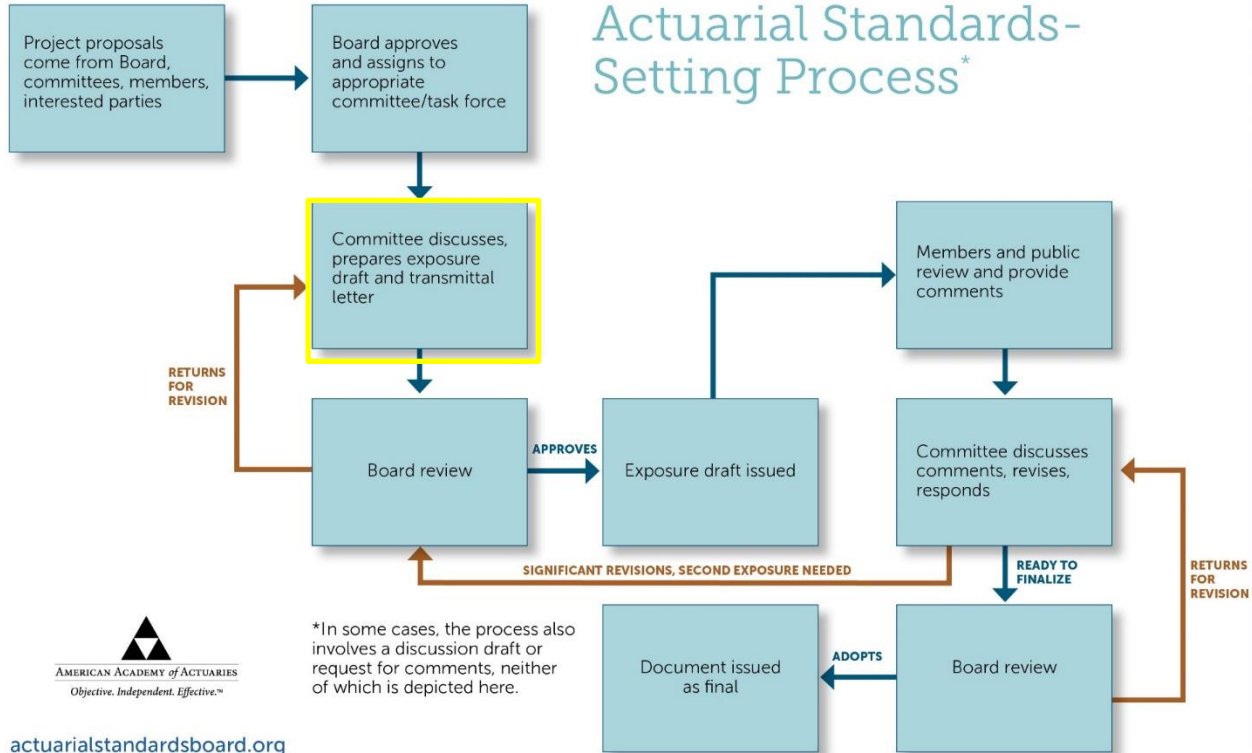 Actuarial Standards-
Setting Process*
Project proposals
come from Board,
committees, members,
interested parties
Board approves
and assigns to
appropriate
committee/task force
Committee discusses,
prepares exposure
draft and transmittal
letter
Members and public
review and provide
comments
RETURNS
FOR
REVISION
Board review
APPROVES
Exposure draft issued
Committee discusses
comments, revises,
responds
SIGNIFICANT REVISIONS, SECOND EXPOSURE NEEDED
READY TO
FINALIZE
RETURNS
FOR
REVISION
*In some cases, the process also
involves a discussion draft or
request for comments, neither
of which is depicted here.
Document issued
as final
ADOPTS
Board review
AMERICAN ACADEMY of ACTUARIES
Objective. Independent. Effective.™
actuarialstandardsboard.org